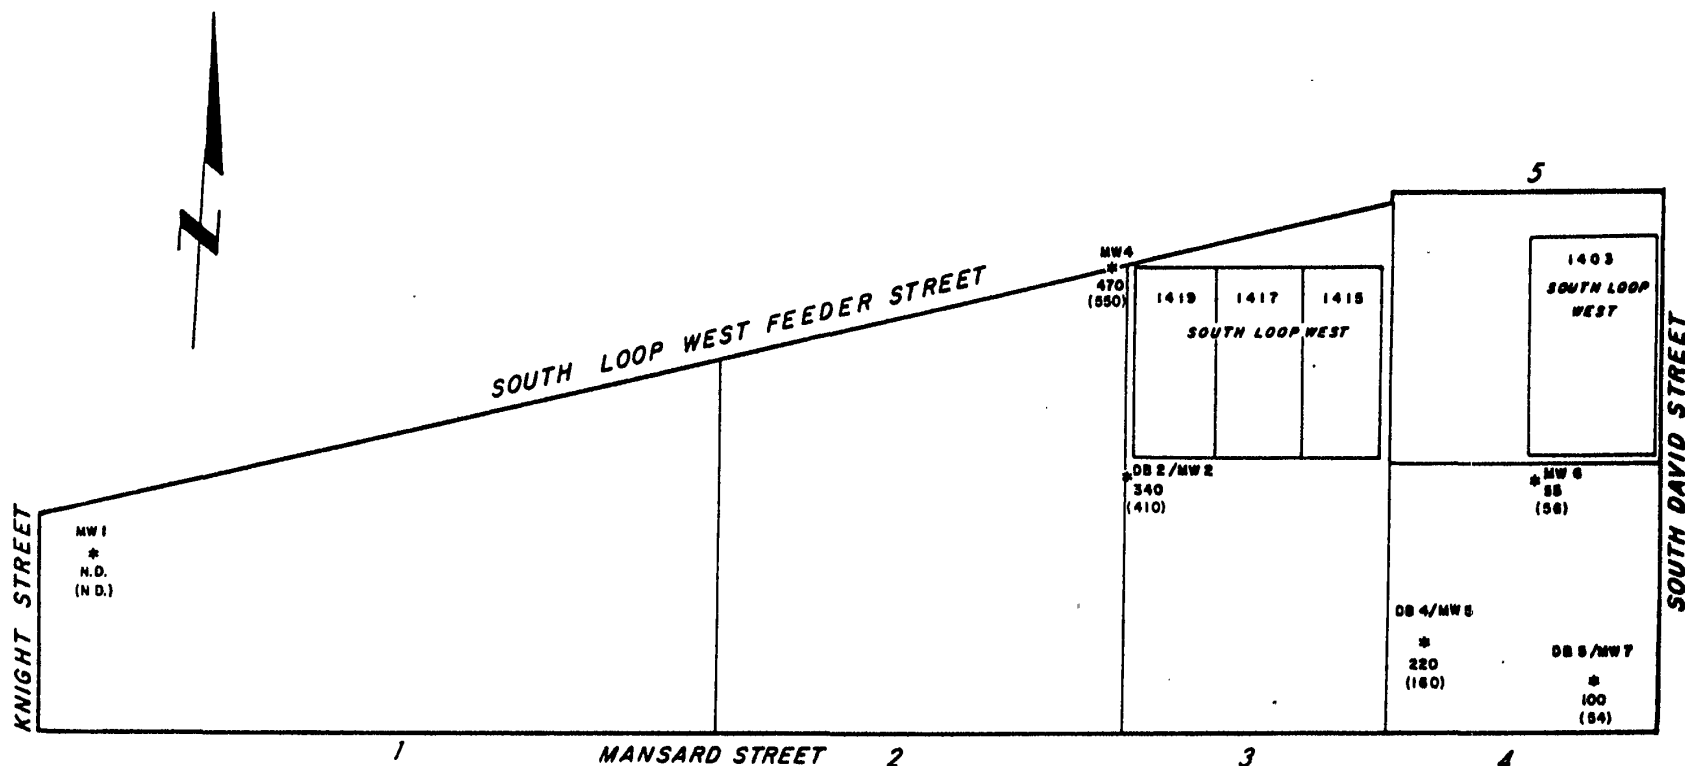 N
5
MW4
*
470
(550)
1403
SOUTH LOOP
WEST
1419 1417 1415
SOUTH LOOP WEST
SOUTH LOOP WEST FEEDER STREET
SOUTH DAVID STREET
DB 2/MW 2
*
340
(410)
MW 6
*
55
(56)
KNIGHT STREET
MW 1
*
N.D.
(N D.)
DB 4/MW 5
*
220
(160)
DB 5/MW 7
*
100
(54)
1 MANSARD STREET 2 3 4